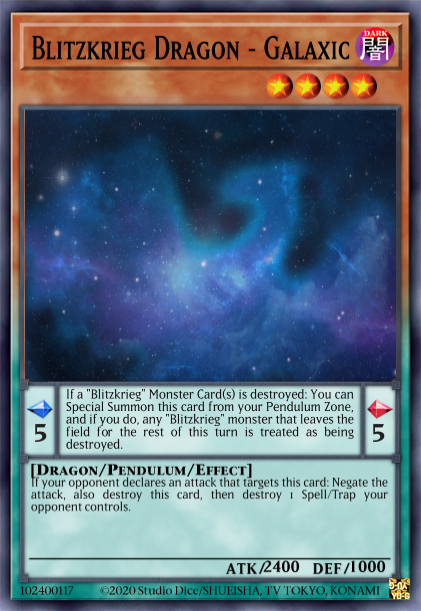 BLITZKRIEG DRAGON - GALAXIC
DARK
闇
If a "Blitzkrieg" Monster Card(s) is destroyed: You can
Special Summon this card from your Pendulum Zone,
and if you do, any "Blitzkrieg" monster that leaves the
field for the rest of this turn is treated as being
destroyed.
5
5
[DRAGON/PENDULUM/EFFECT]
If your opponent declares an attack that targets this card: Negate the
attack, also destroy this card, then destroy 1 Spell/Trap your
opponent controls.
ATK/2400 DEF/1000
102400117
©2020 Studio Dice/SHUEISHA, TV TOKYO, KONAMI